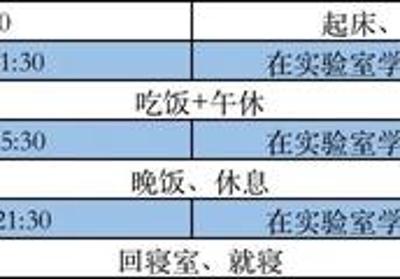 0 起床、
1:30 在实验室学
吃饭+午休
5:30 在实验室学
晚饭、休息
21:30 在实验室学
回寝室、就寝